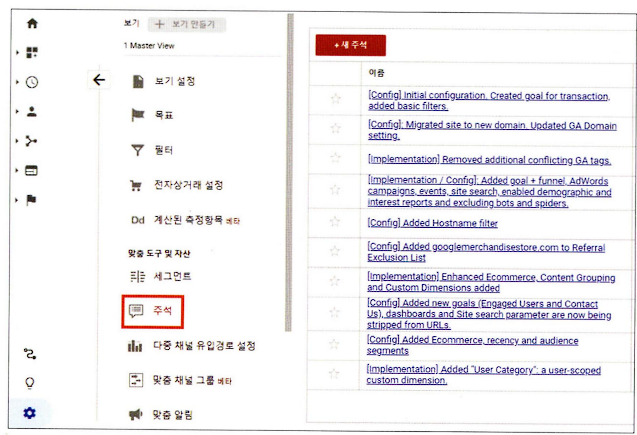 보기 + 보기 만들기
1 Master View
보기 설정
목표
필터
전자상거래 설정
Dd 계산된 측정항목 베타
맞춤 도구 및 자산
세그먼트
주석
다중 채널 유입경로 설정
맞춤 채널 그룹 베타
맞춤 알림
+ 새 주석
이름
[Config] Initial configuration. Created goal for transaction,
added basic filters.
[Config]: Migrated site to new domain. Updated GA Domain
setting.
[Implementation] Removed additional conflicting GA tags.
[Implementation / Config]: Added goal + funnel, AdWords
campaigns, events, site search, enabled demographic and
interest reports and excluding bots and spiders.
[Config] Added Hostname filter
[Config] Added googlemerchandisestore.com to Referral
Exclusion List
[Implementation] Enhanced Ecommerce, Content Grouping
and Custom Dimensions added
[Config] Added new goals (Engaged Users and Contact
Us), dashboards and Site search parameter are now being
stripped from URLs.
[Config] Added Ecommerce, recency and audience
segments
[Implementation] Added "User Category": a user-scoped
custom dimension.